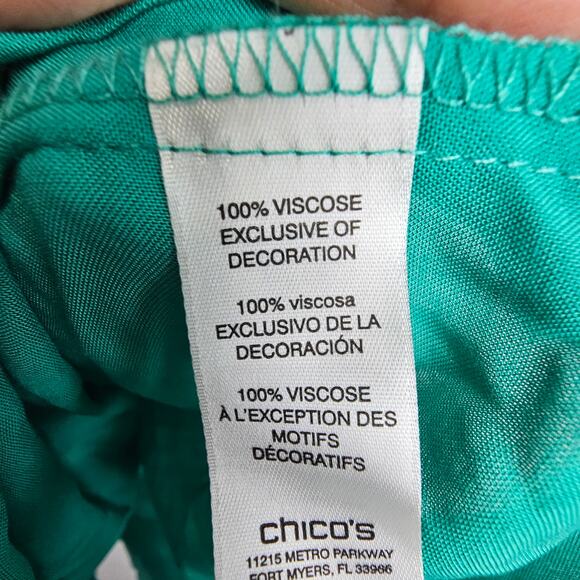 100% VISCOSE
EXCLUSIVE OF
DECORATION
100% viscosa
EXCLUSIVO DE LA
DECORACIÓN
100% VISCOSE
À L'EXCEPTION DES
MOTIFS
DÉCORATIFS
chico's
11215 METRO PARKWAY
FORT MYERS, FL 33966